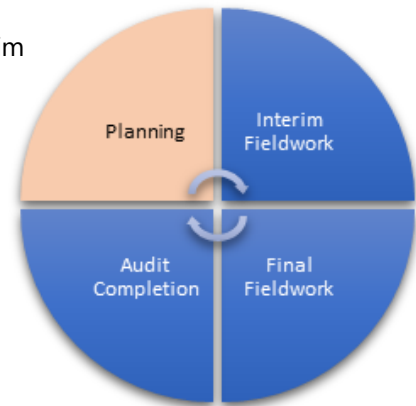 Planning
Interim
Fieldwork
Audit
Completion
Final
Fieldwork